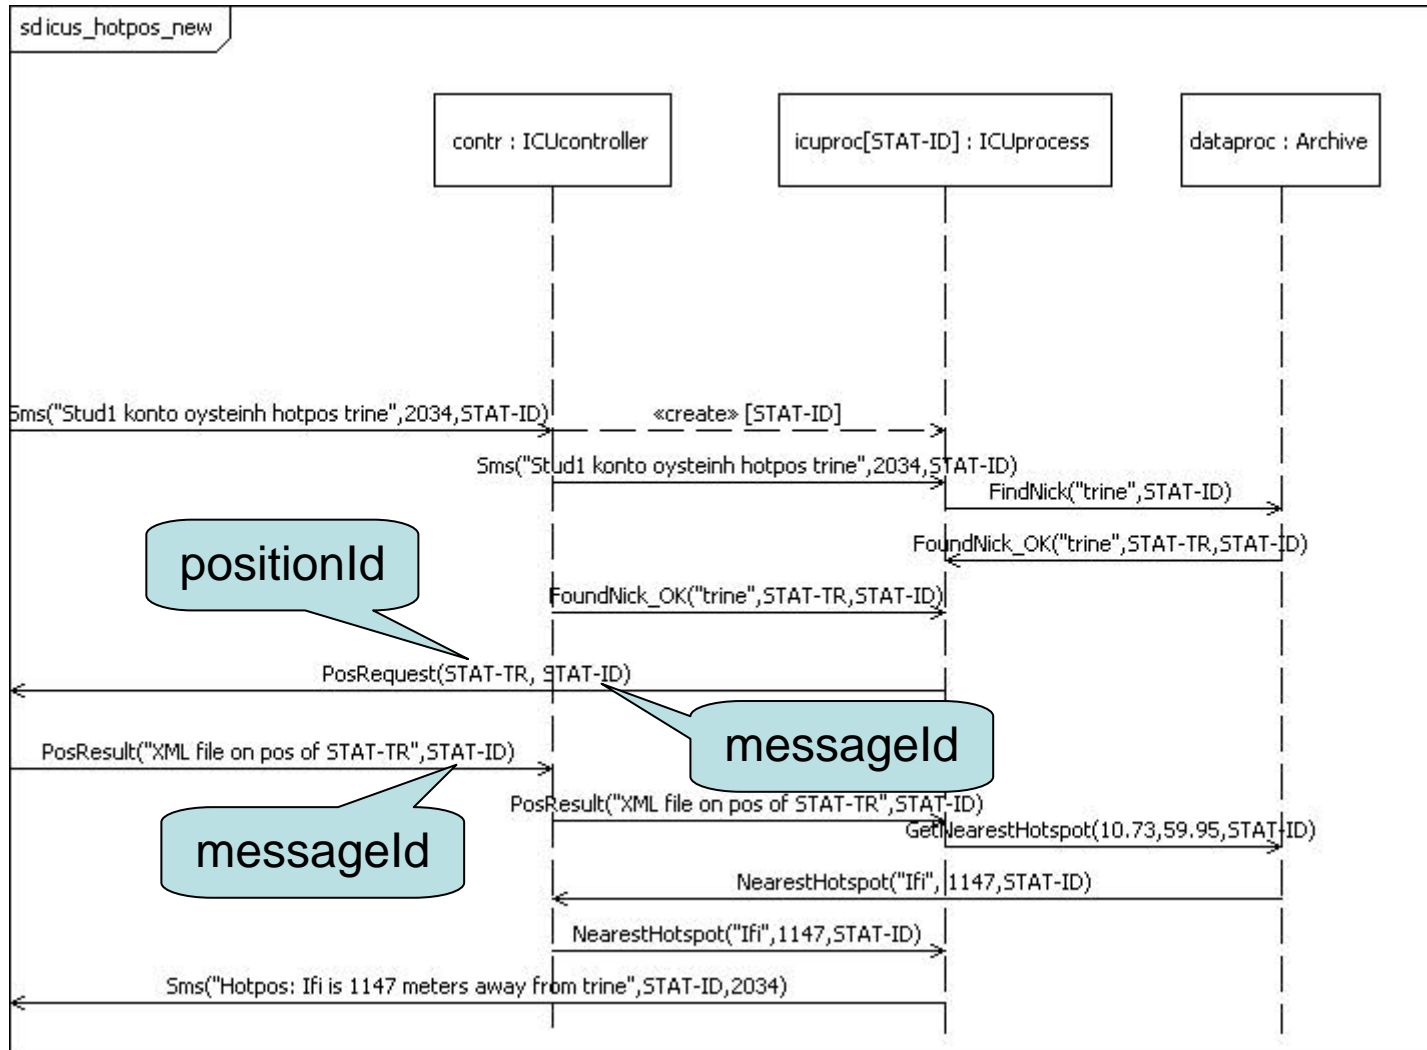 sd icus_hotpos_new
contr : ICUcontroller
icuproc[STAT-ID] : ICUprocess
dataproc : Archive
Sms("Stud1 konto oysteinh hotpos trine",2034,STAT-ID)
«create» [STAT-ID]
Sms("Stud1 konto oysteinh hotpos trine",2034,STAT-ID)
FindNick("trine",STAT-ID)
FoundNick_OK("trine",STAT-TR,STAT-ID)
positionId
FoundNick_OK("trine",STAT-TR,STAT-ID)
PosRequest(STAT-TR, STAT-ID)
messageId
PosResult("XML file on pos of STAT-TR",STAT-ID)
PosResult("XML file on pos of STAT-TR",STAT-ID)
GetNearestHotspot(10.73,59.95,STAT-ID)
messageId
NearestHotspot("Ifi", 1147,STAT-ID)
NearestHotspot("Ifi",1147,STAT-ID)
Sms("Hotpos: Ifi is 1147 meters away from trine",STAT-ID,2034)